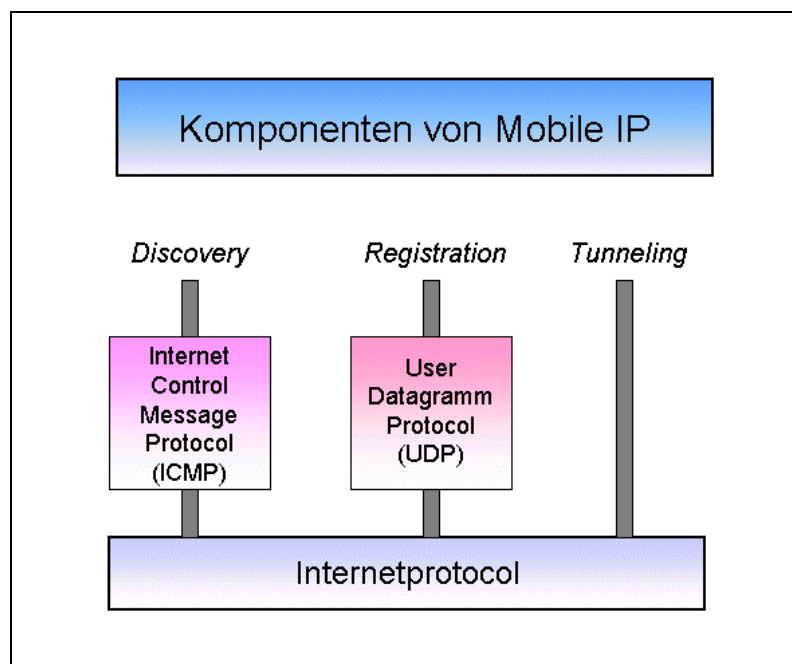 Komponenten von Mobile IP
Discovery
Registration
Tunneling
Internet
Control
Message
Protocol
(ICMP)
User
Datagramm
Protocol
(UDP)
Internetprotocol